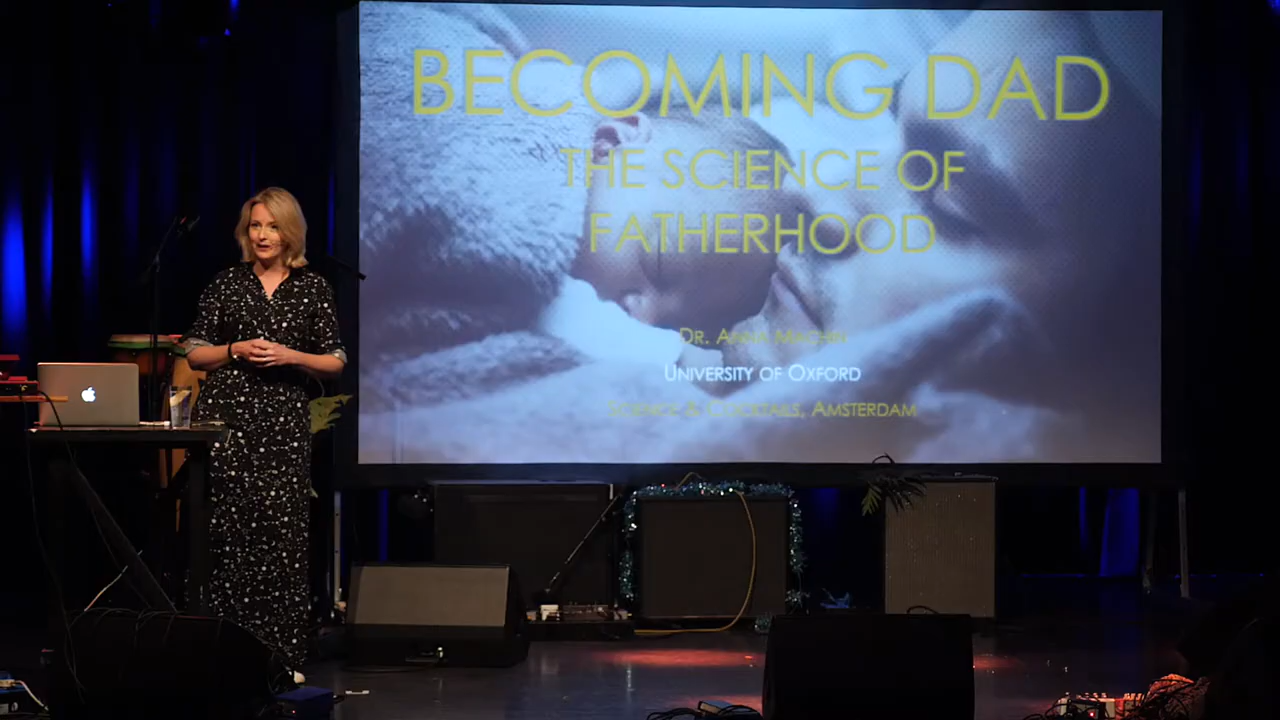 BECOMING DAD
THE SCIENCE OF
FATHERHOOD
DR. ANNA MACHIN
UNIVERSITY OF OXFORD
SCIENCE & COCKTAILS, AMSTERDAM